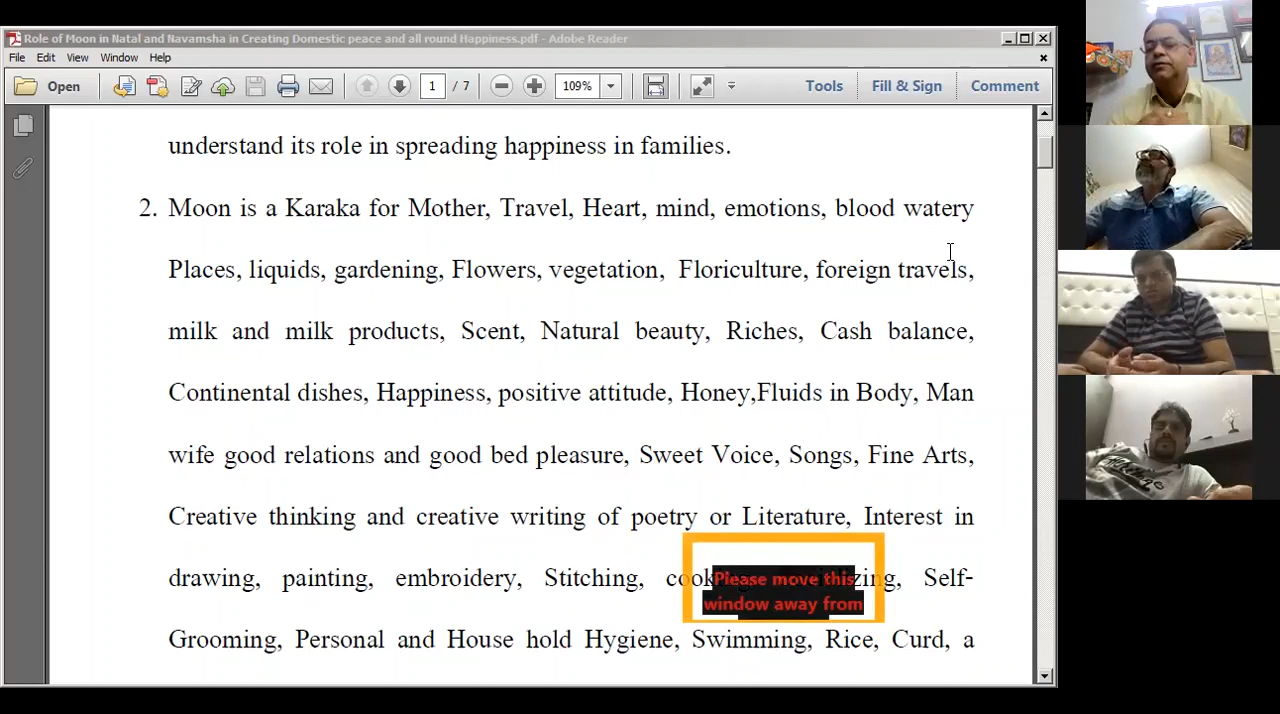 Role of Moon in Natal and Navamsha in Creating Domestic peace and all round Happiness.pdf - Adobe Reader
File Edit View Window Help
Open 1 / 7 109% Tools Fill & Sign Comment
understand its role in spreading happiness in families.
2. Moon is a Karaka for Mother, Travel, Heart, mind, emotions, blood watery
Places, liquids, gardening, Flowers, vegetation, Floriculture, foreign travels,
milk and milk products, Scent, Natural beauty, Riches, Cash balance,
Continental dishes, Happiness, positive attitude, Honey,Fluids in Body, Man
wife good relations and good bed pleasure, Sweet Voice, Songs, Fine Arts,
Creative thinking and creative writing of poetry or Literature, Interest in
drawing, painting, embroidery, Stitching, Self-
Please move this
window away from
Grooming, Personal and House hold Hygiene, Swimming, Rice, Curd, a